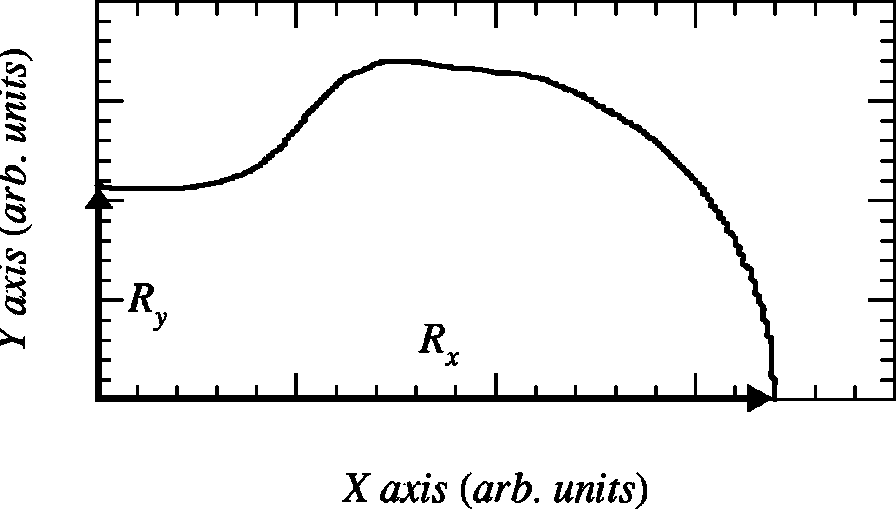 Y axis (arb. units)
R_y
R_x
X axis (arb. units)